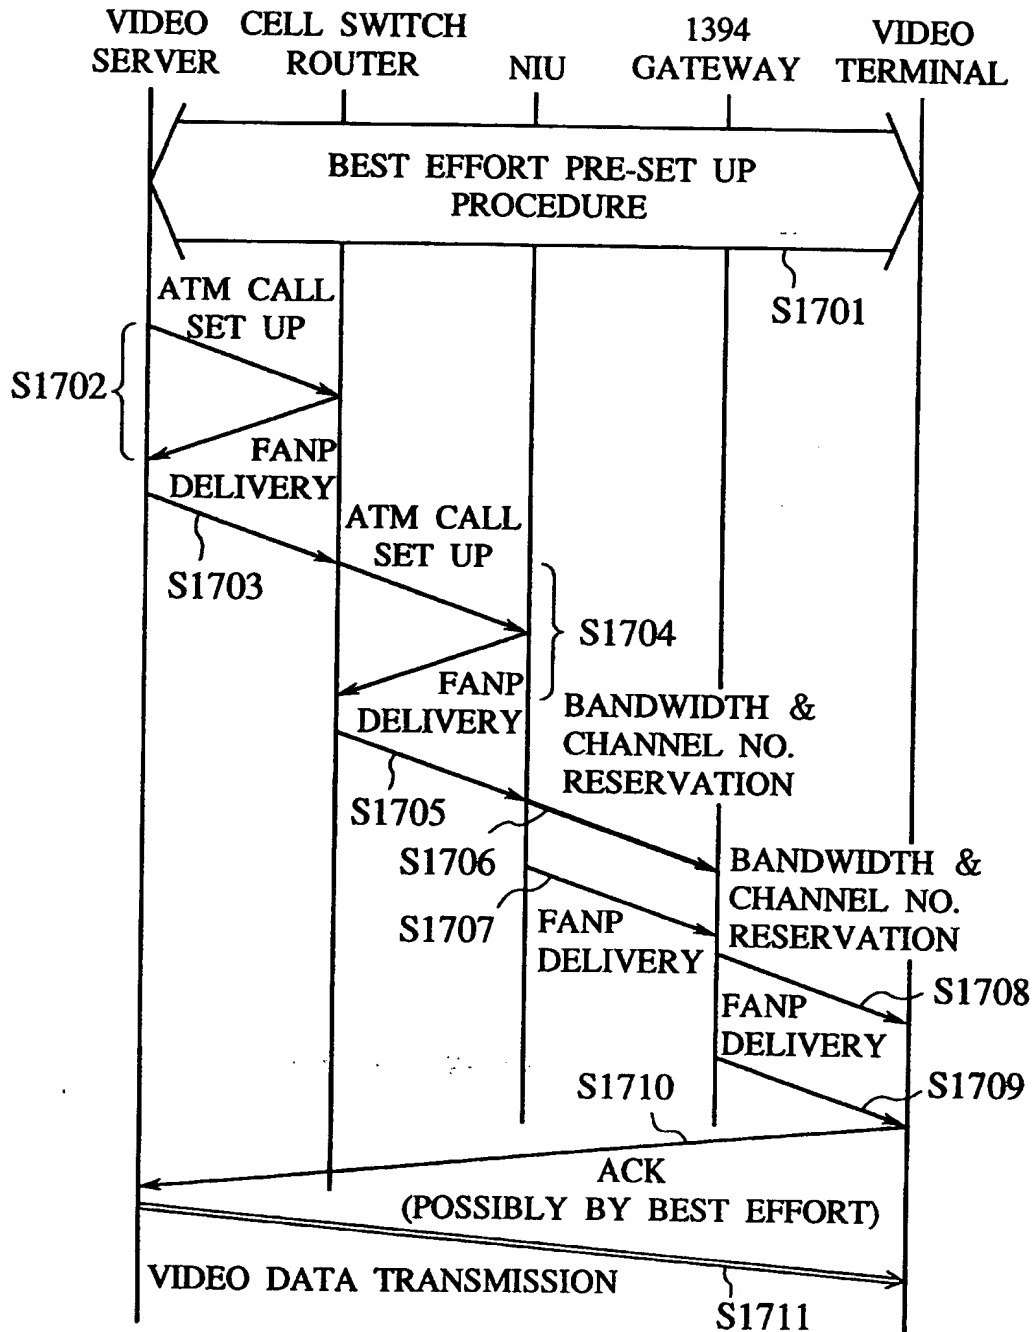 VIDEO
SERVER
CELL SWITCH
ROUTER
NIU
1394
GATEWAY
VIDEO
TERMINAL
BEST EFFORT PRE-SET UP
PROCEDURE
S1701
ATM CALL
SET UP
S1702
FANP
DELIVERY
S1703
ATM CALL
SET UP
S1704
FANP
DELIVERY
S1705
BANDWIDTH &
CHANNEL NO.
RESERVATION
S1706
S1707
FANP
DELIVERY
BANDWIDTH &
CHANNEL NO.
RESERVATION
S1708
FANP
DELIVERY
S1709
S1710
ACK
(POSSIBLY BY BEST EFFORT)
VIDEO DATA TRANSMISSION
S1711